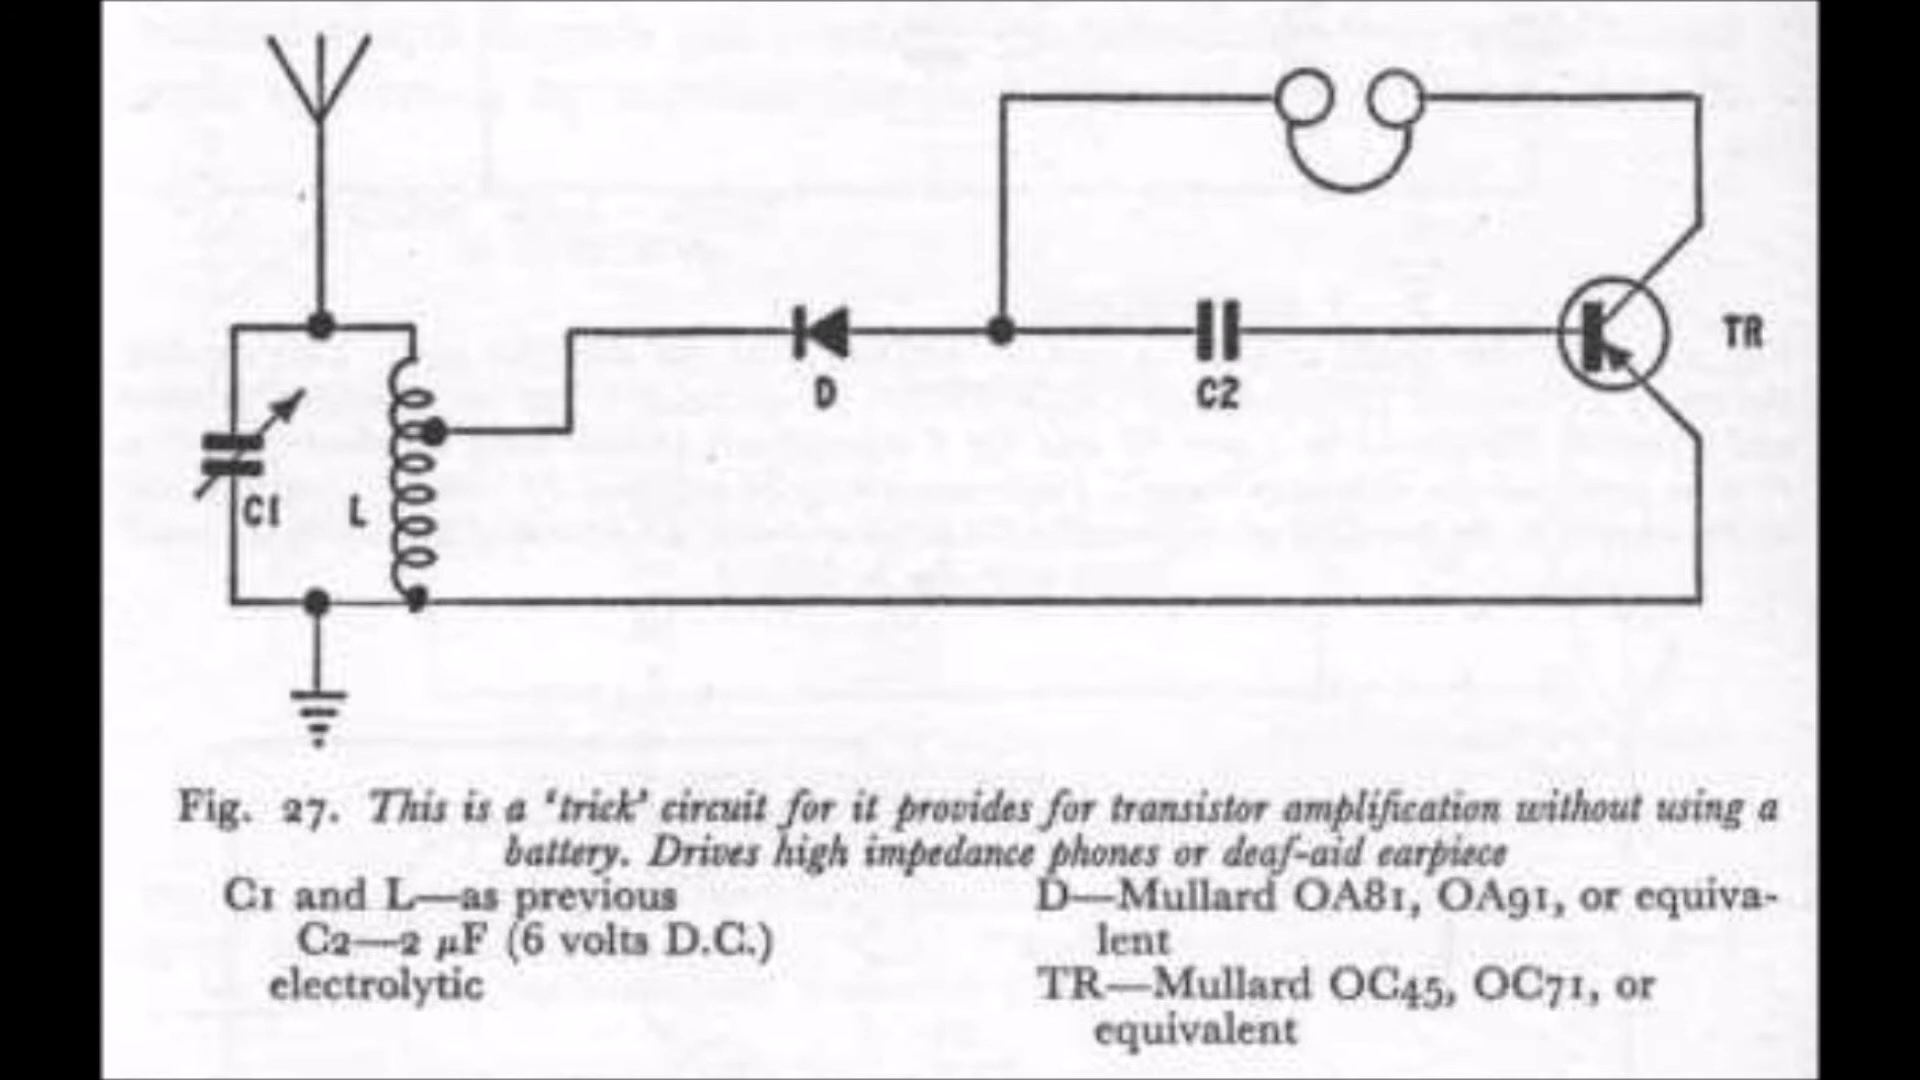 TR
D
C2
C1
L
Fig. 27. This is a ‘trick’ circuit for it provides for transistor amplification without using a
battery. Drives high impedance phones or deaf-aid earpiece
C1 and L—as previous
C2—2 μF (6 volts D.C.)
electrolytic
D—Mullard OA81, OA91, or equiva-
lent
TR—Mullard OC45, OC71, or
equivalent